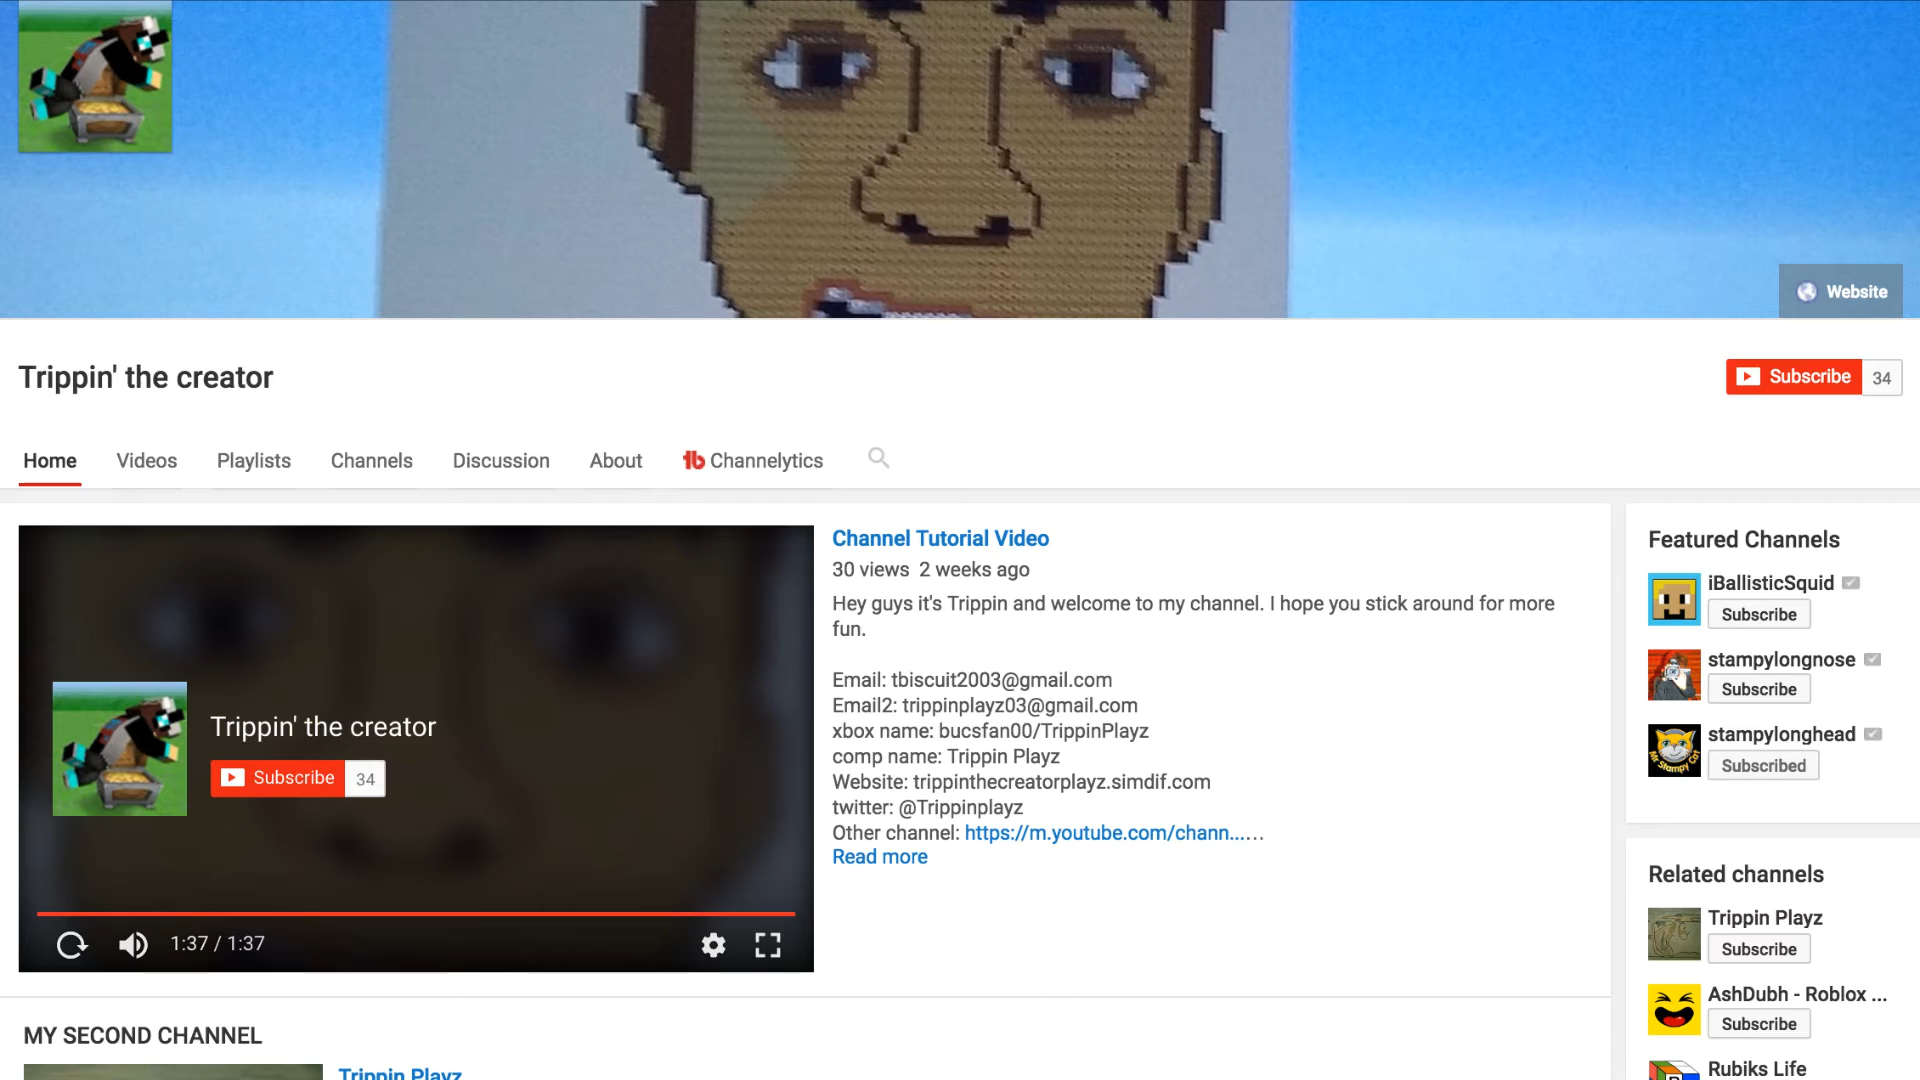 Website
Trippin' the creator
Subscribe 34
Home Videos Playlists Channels Discussion About Channelytics
Channel Tutorial Video
30 views 2 weeks ago
Hey guys it's Trippin and welcome to my channel. I hope you stick around for more
fun.
Email: tbiscuit2003@gmail.com
Email2: trippinplayz03@gmail.com
xbox name: bucsfan00/TrippinPlayz
comp name: Trippin Playz
Website: trippinthecreatorplayz.simdif.com
twitter: @Trippinplayz
Other channel: https://m.youtube.com/chann......
Read more
Trippin' the creator
Subscribe 34
1:37 / 1:37
MY SECOND CHANNEL
Trippin Playz
Featured Channels
iBallisticSquid
Subscribe
stampylongnose
Subscribe
stampylonghead
Subscribed
Mr Stampy Cat
Related channels
Trippin Playz
Subscribe
AshDubh - Roblox ...
Subscribe
Rubiks Life